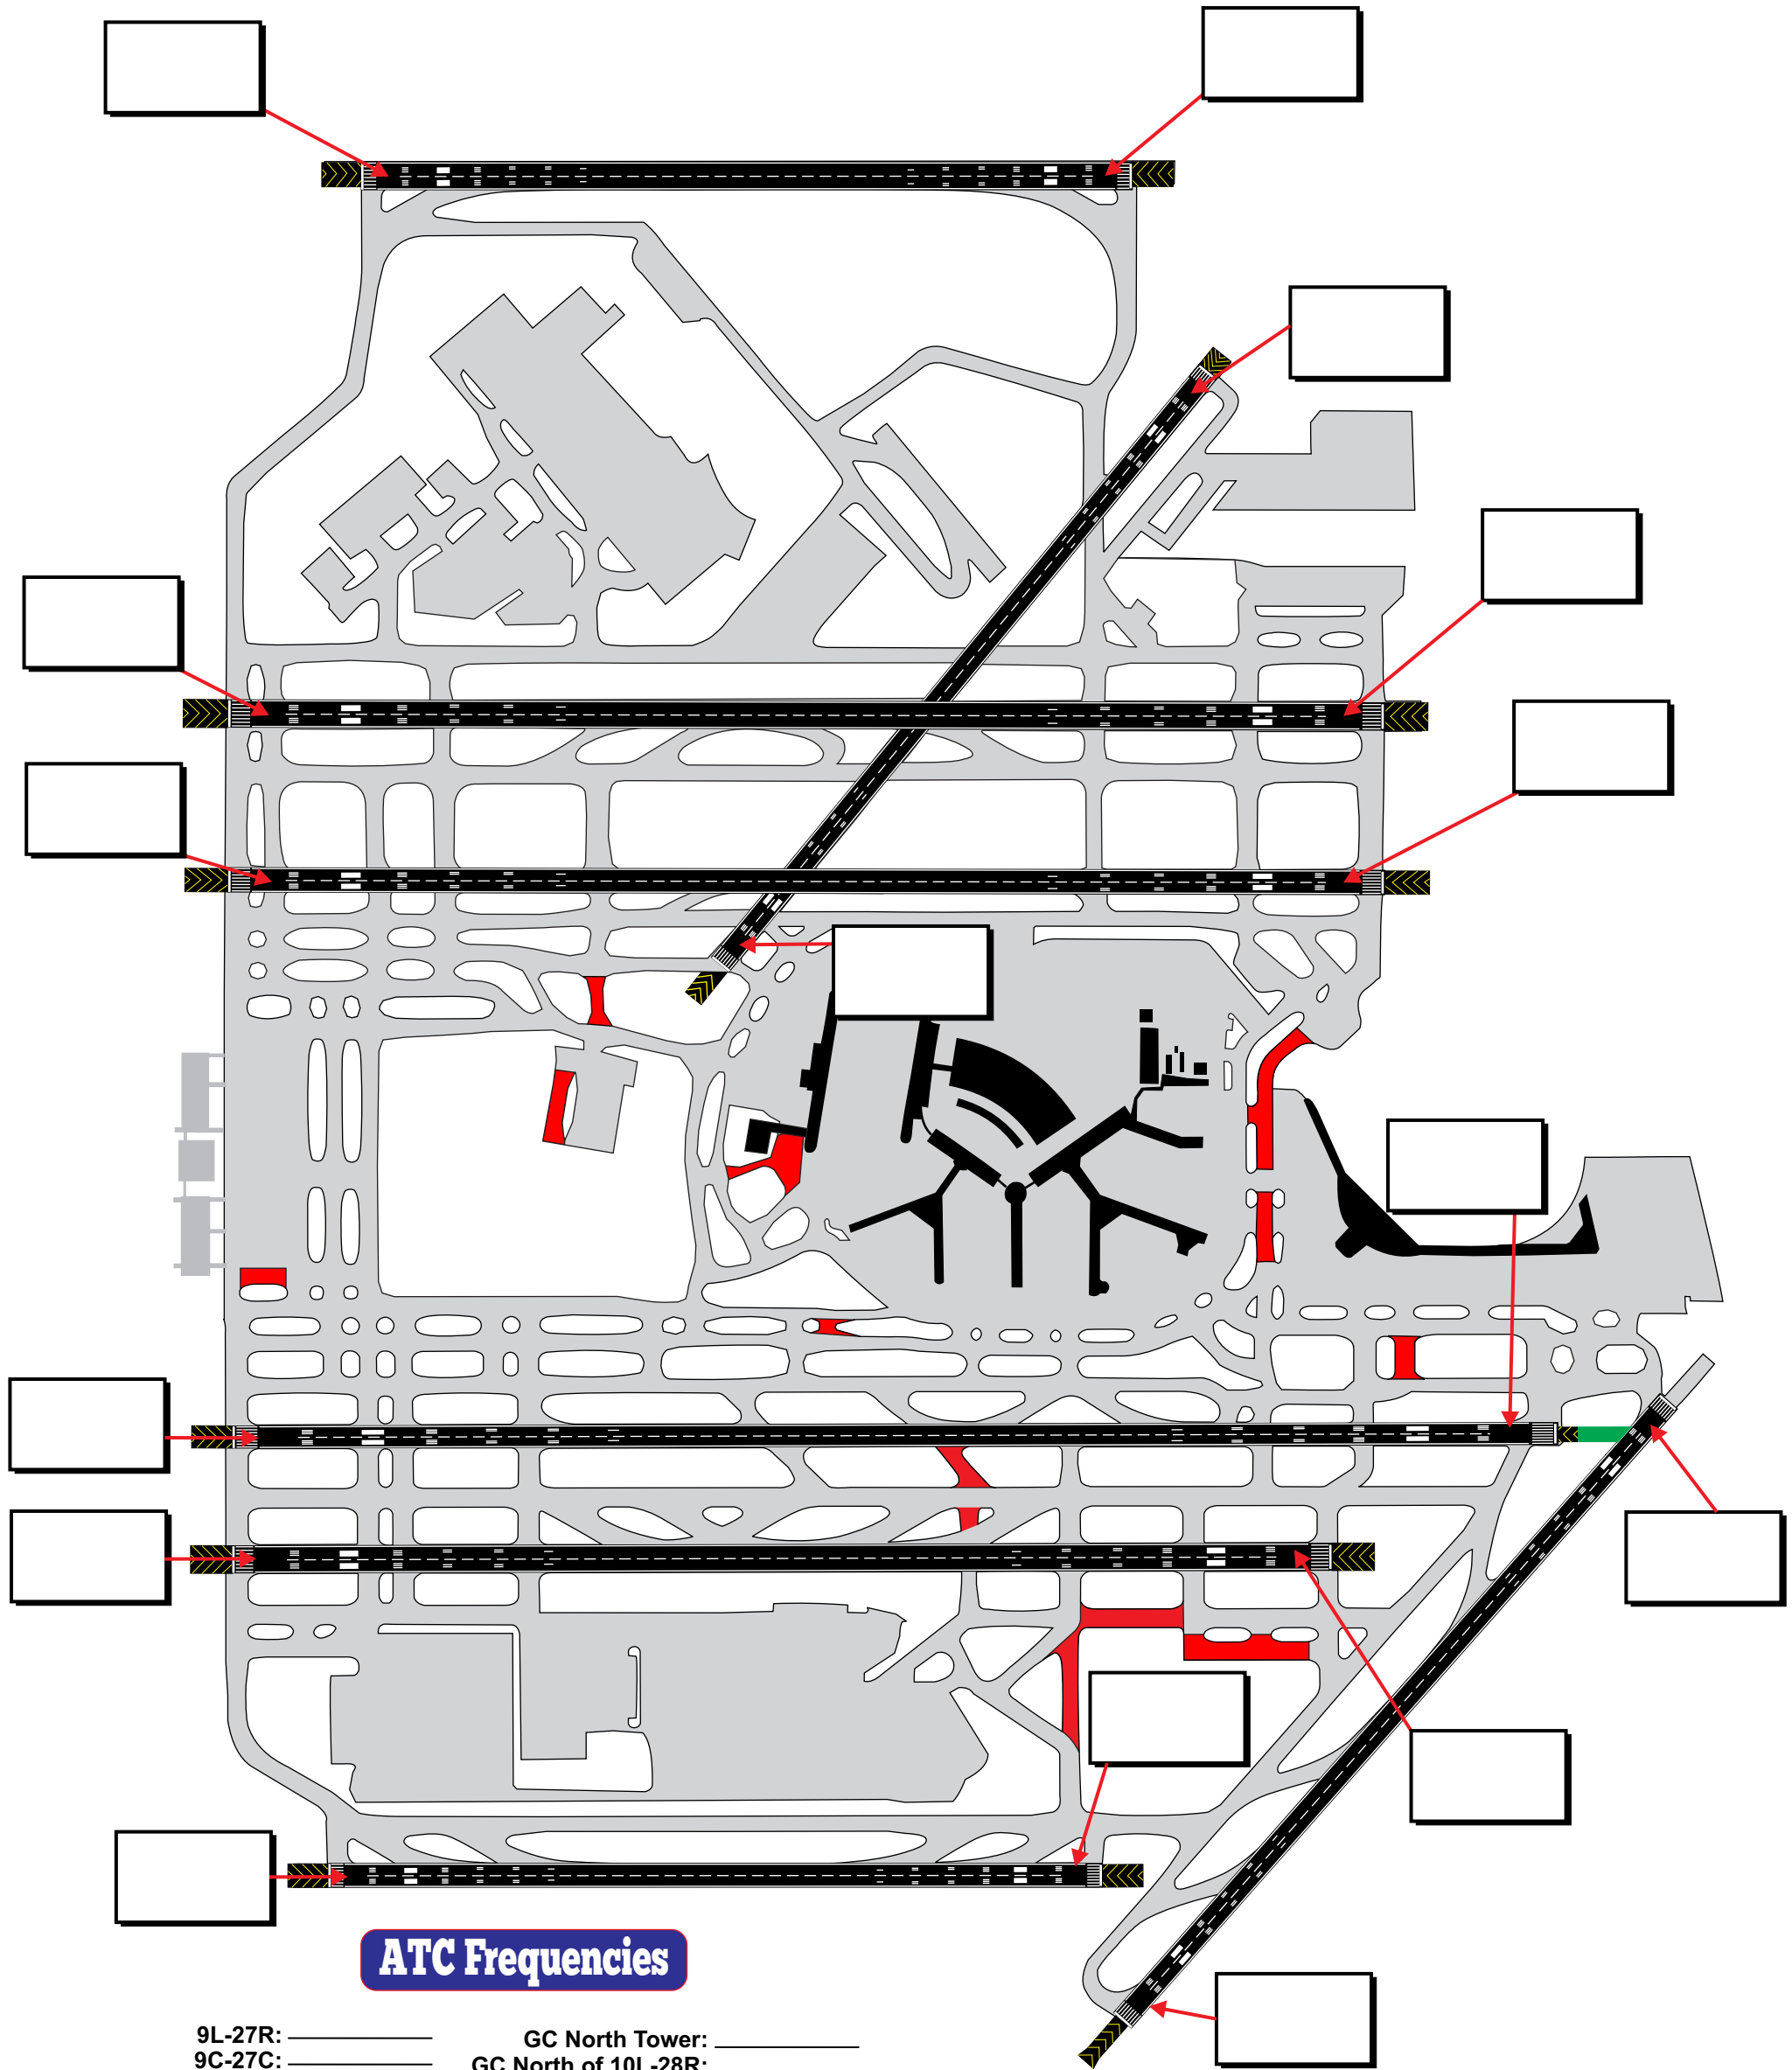 ATC Frequencies
9L-27R:
GC North Tower:
9C-27C:
GC North of 10L-28R: